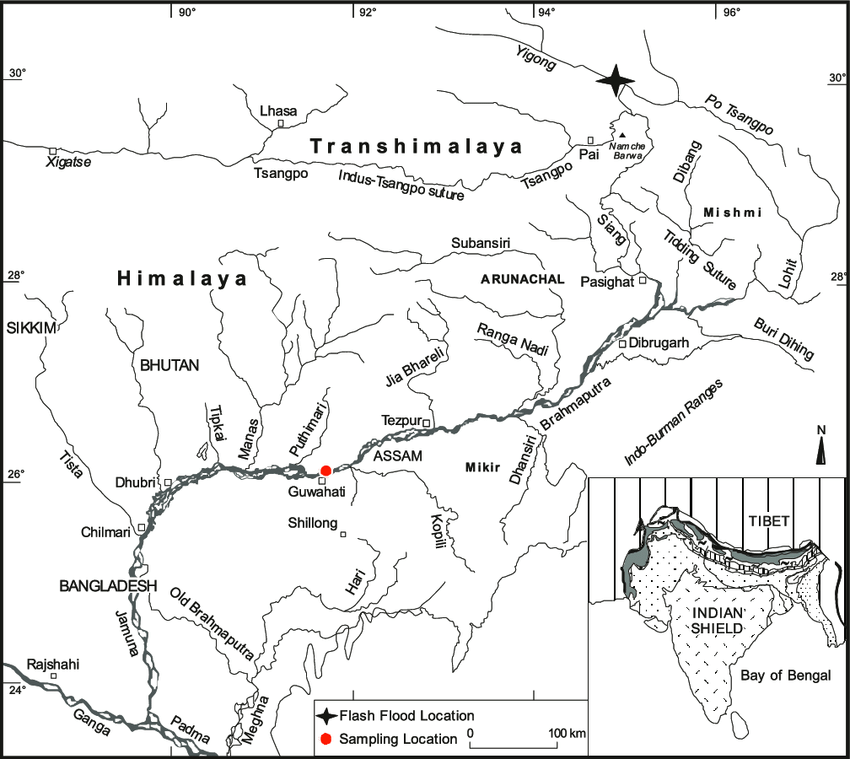 90°
92°
94°
96°
30°
30°
Yigong
Po Tsangpo
Lhasa
Transhimalaya
Xigatse
Pai
Namche
Barwa
Tsangpo
Indus-Tsangpo suture
Tsangpo
Dibang
Mishmi
Siang
Tidding Suture
Subansiri
28°
28°
Himalaya
ARUNACHAL
Pasighat
Lohit
SIKKIM
BHUTAN
Ranga Nadi
Dibrugarh
Buri Dihing
Jia Bhareli
Brahmaputra
Indo-Burman Ranges
Tipkai
Manas
Puthimari
Tezpur
ASSAM
Mikir
Dhansiri
N
Tista
26°
Dhubri
Guwahati
Chilmari
Shillong
Kopili
TIBET
BANGLADESH
Hari
Old Brahmaputra
Jamuna
INDIAN
SHIELD
Rajshahi
Bay of Bengal
24°
Ganga
Padma
Meghna
Flash Flood Location
Sampling Location
0
100 km